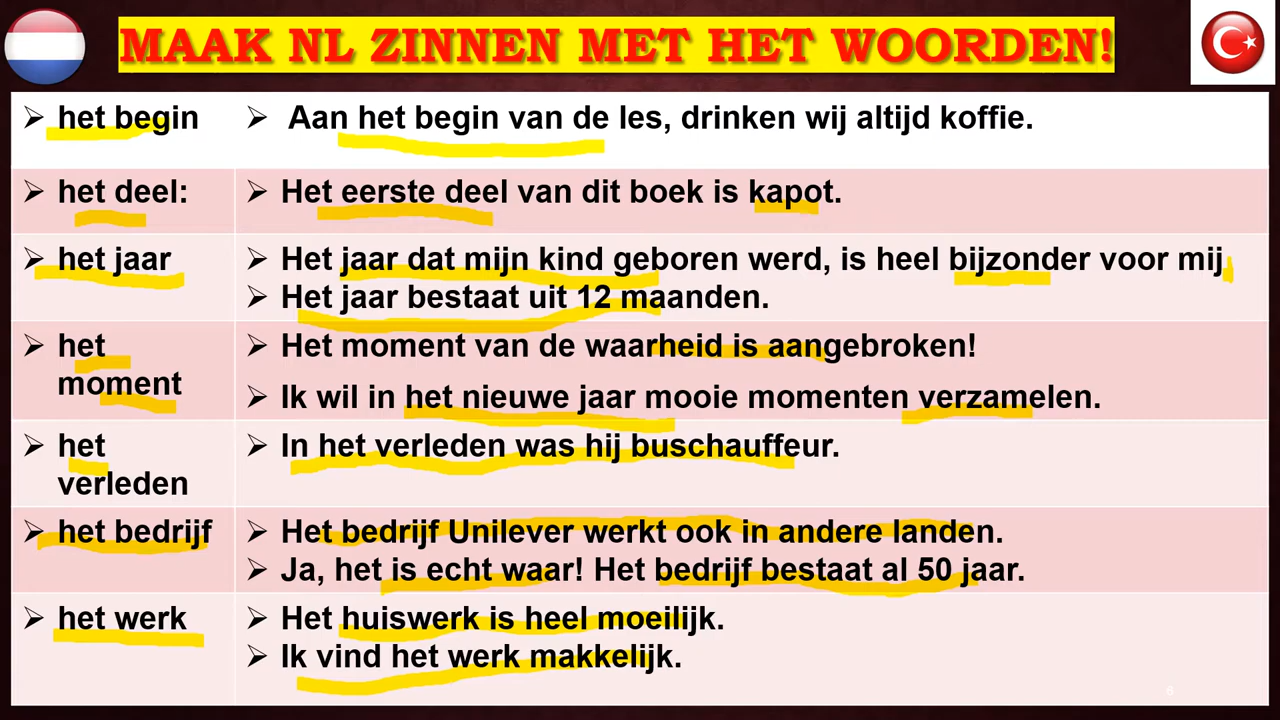 MAAK NL ZINNEN MET HET WOORDEN!
het begin
Aan het begin van de les, drinken wij altijd koffie.
het deel:
Het eerste deel van dit boek is kapot.
het jaar
Het jaar dat mijn kind geboren werd, is heel bijzonder voor mij.
Het jaar bestaat uit 12 maanden.
het
moment
Het moment van de waarheid is aangebroken!
Ik wil in het nieuwe jaar mooie momenten verzamelen.
het
verleden
In het verleden was hij buschauffeur.
het bedrijf
Het bedrijf Unilever werkt ook in andere landen.
Ja, het is echt waar! Het bedrijf bestaat al 50 jaar.
het werk
Het huiswerk is heel moeilijk.
Ik vind het werk makkelijk.
6